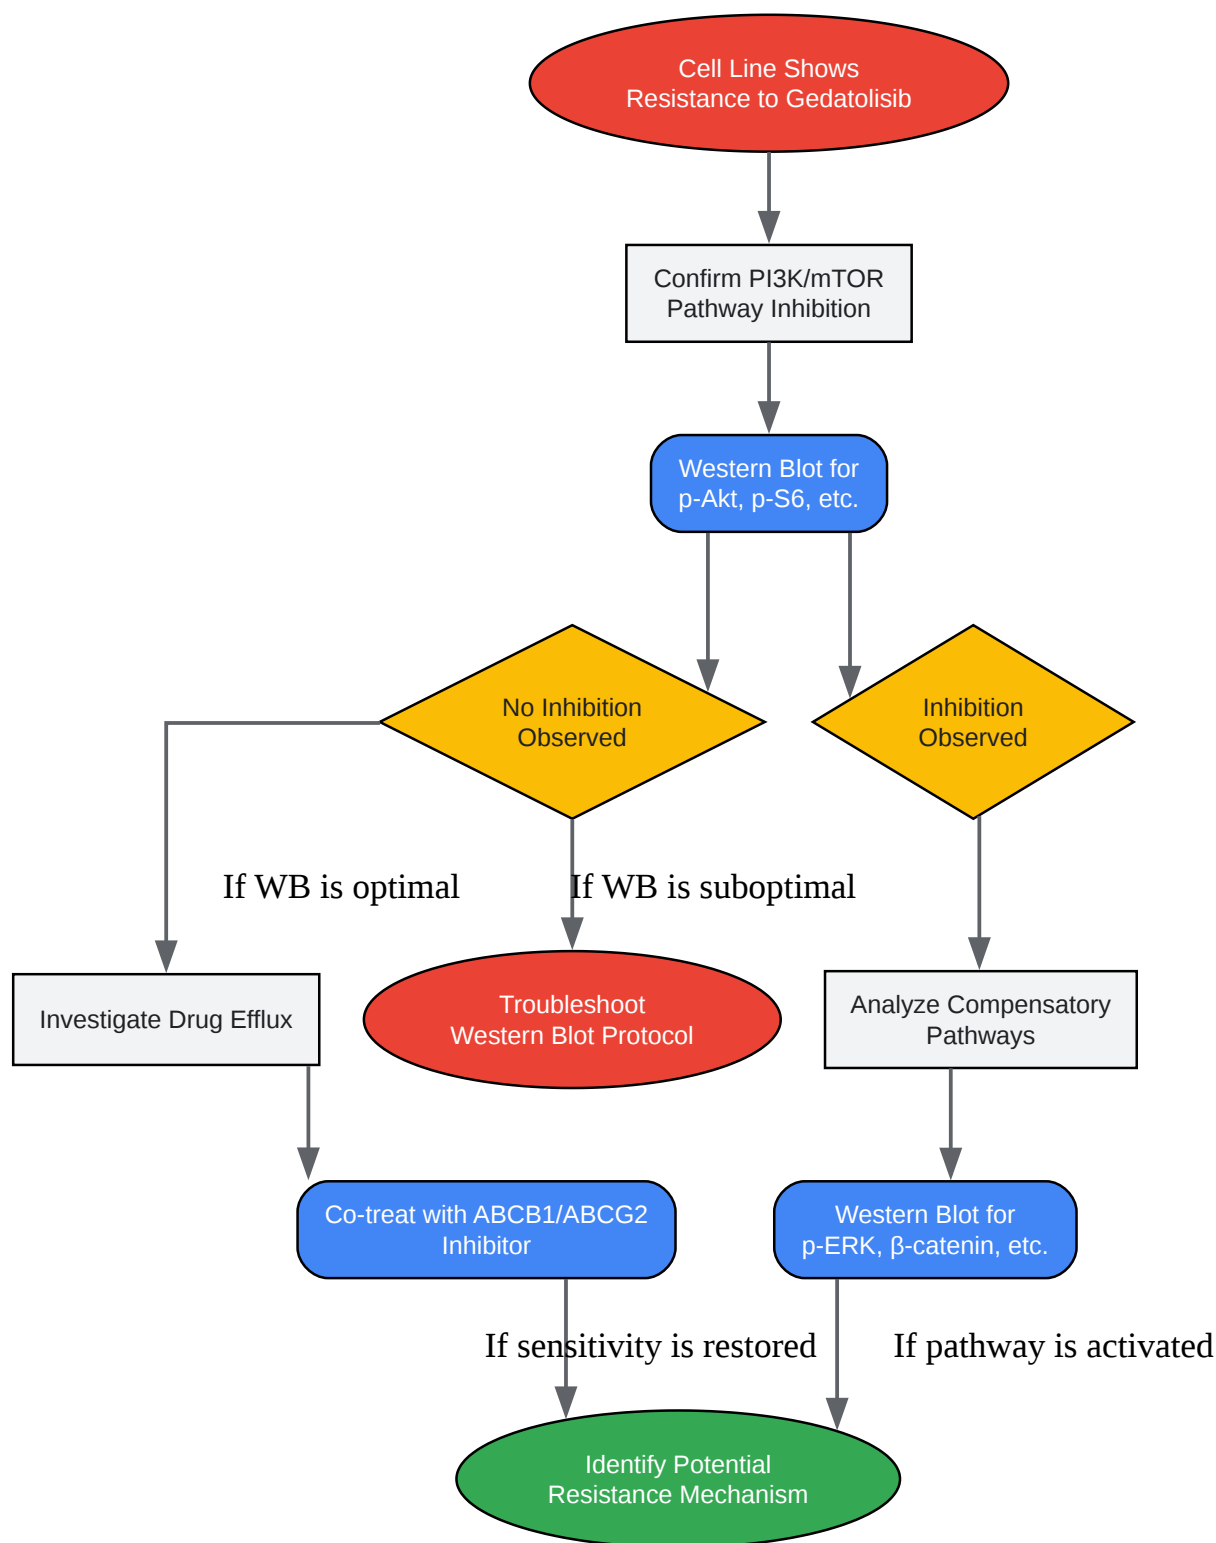 Cell Line Shows
Resistance to Gedatolisib
Confirm PI3K/mTOR
Pathway Inhibition
Western Blot for
p-Akt, p-S6, etc.
No Inhibition
Observed
Inhibition
Observed
If WB is optimal
If WB is suboptimal
Investigate Drug Efflux
Troubleshoot
Western Blot Protocol
Analyze Compensatory
Pathways
Co-treat with ABCB1/ABCG2
Inhibitor
Western Blot for
p-ERK, β-catenin, etc.
If sensitivity is restored
If pathway is activated
Identify Potential
Resistance Mechanism